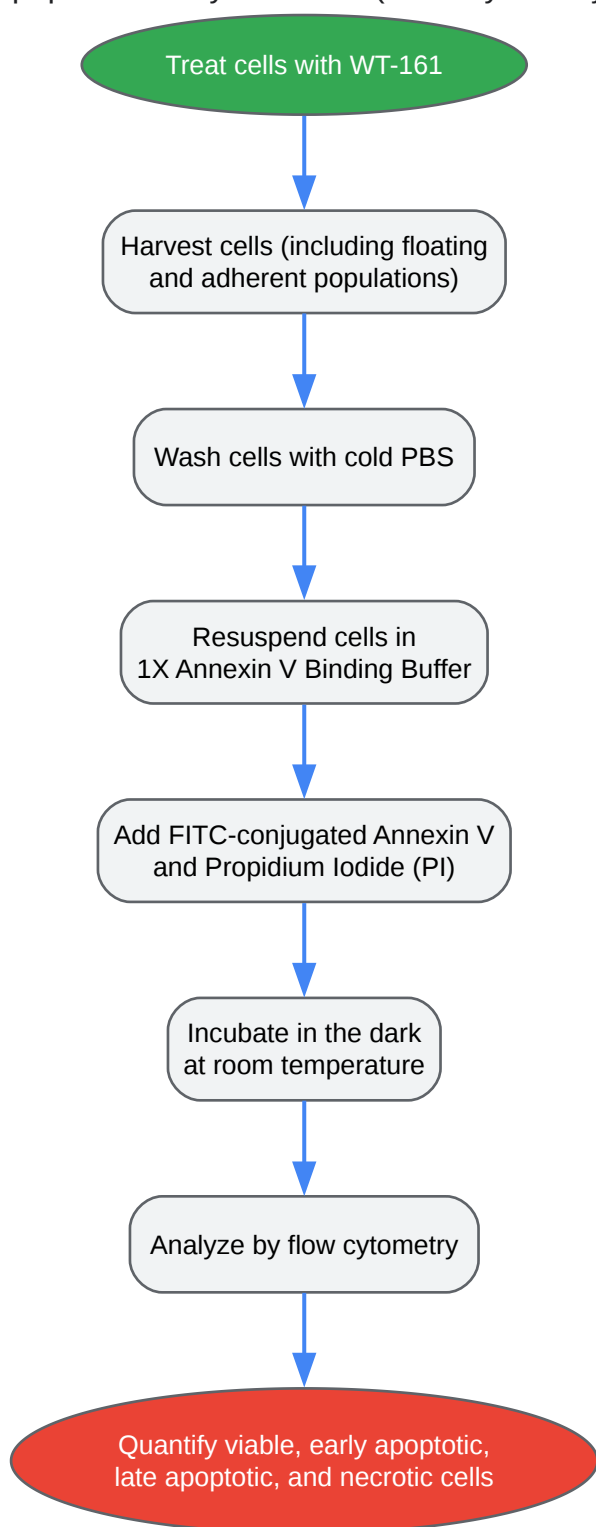 Treat cells with WT-161
Harvest cells (including floating
and adherent populations)
Wash cells with cold PBS
Resuspend cells in
1X Annexin V Binding Buffer
Add FITC-conjugated Annexin V
and Propidium Iodide (PI)
Incubate in the dark
at room temperature
Analyze by flow cytometry
Quantify viable, early apoptotic,
late apoptotic, and necrotic cells